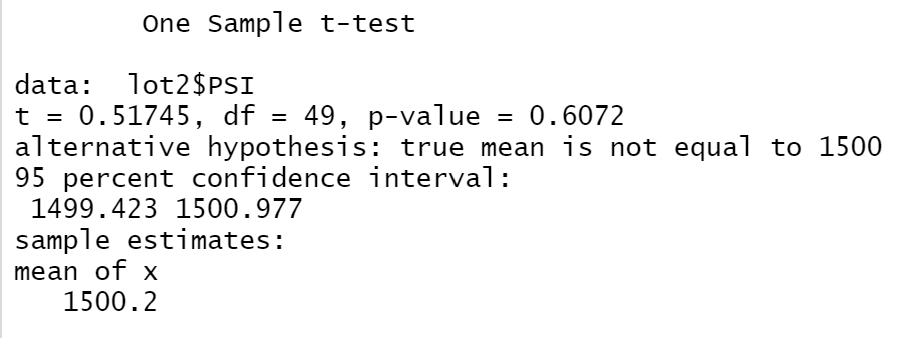 One Sample t-test
data: lot2$PSI
t = 0.51745, df = 49, p-value = 0.6072
alternative hypothesis: true mean is not equal to 1500
95 percent confidence interval:
1499.423 1500.977
sample estimates:
mean of x
1500.2